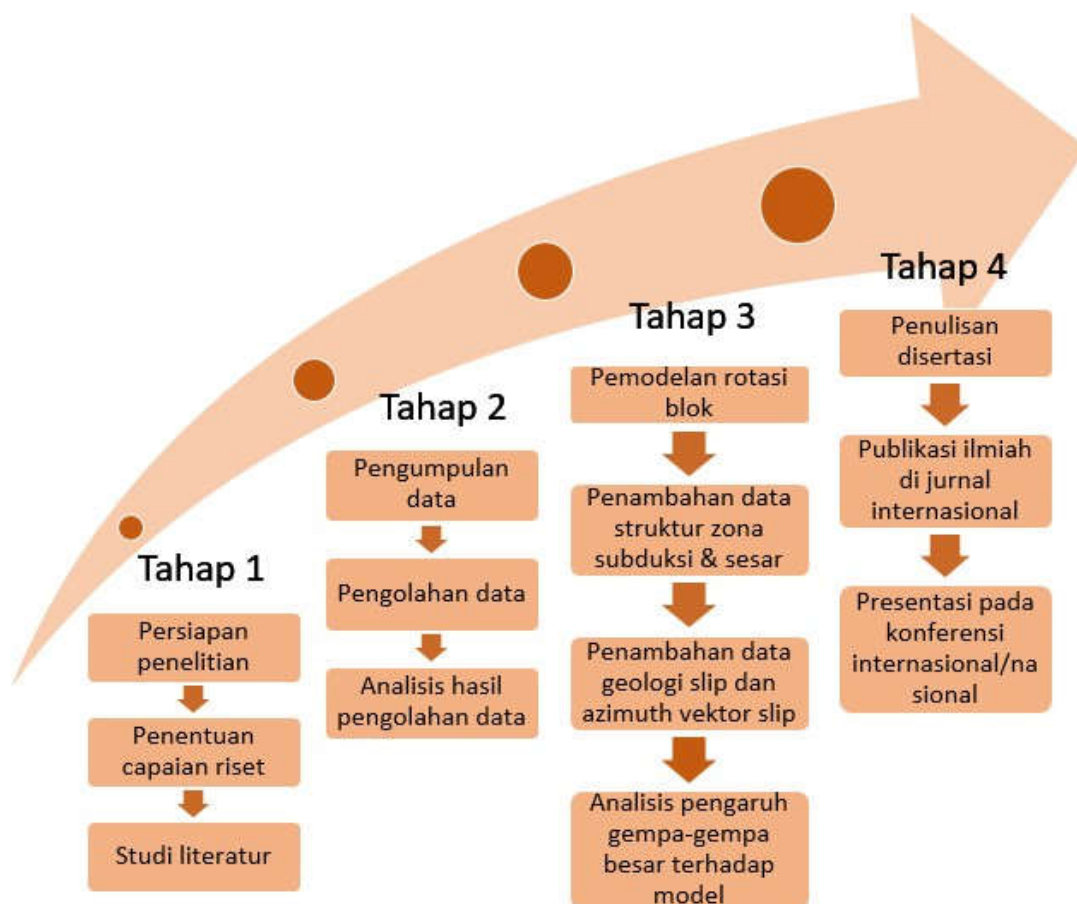 Tahap 1
Persiapan
penelitian
Penentuan
capaian riset
Studi literatur
Tahap 2
Pengumpulan
data
Pengolahan data
Analisis hasil
pengolahan data
Tahap 3
Pemodelan rotasi
blok
Penambahan data
struktur zona
subduksi & sesar
Penambahan data
geologi slip dan
azimuth vektor slip
Analisis pengaruh
gempa-gempa
besar terhadap
model
Tahap 4
Penulisan
disertasi
Publikasi ilmiah
di jurnal
internasional
Presentasi pada
konferensi
internasional/na
sional